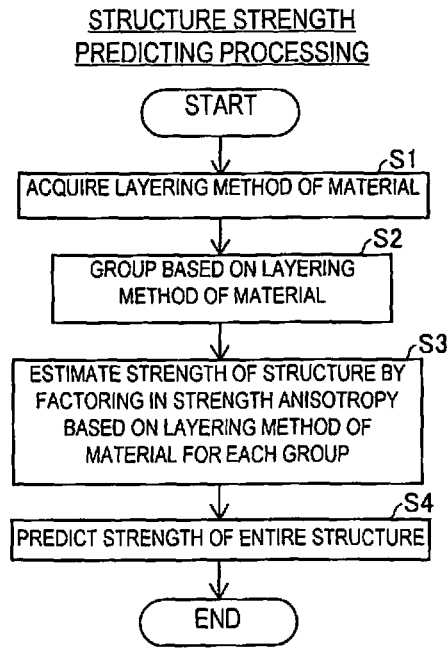 STRUCTURE STRENGTH
PREDICTING PROCESSING
START
S1
ACQUIRE LAYERING METHOD OF MATERIAL
S2
GROUP BASED ON LAYERING
METHOD OF MATERIAL
S3
ESTIMATE STRENGTH OF STRUCTURE BY
FACTORING IN STRENGTH ANISOTROPY
BASED ON LAYERING METHOD OF
MATERIAL FOR EACH GROUP
S4
PREDICT STRENGTH OF ENTIRE STRUCTURE
END